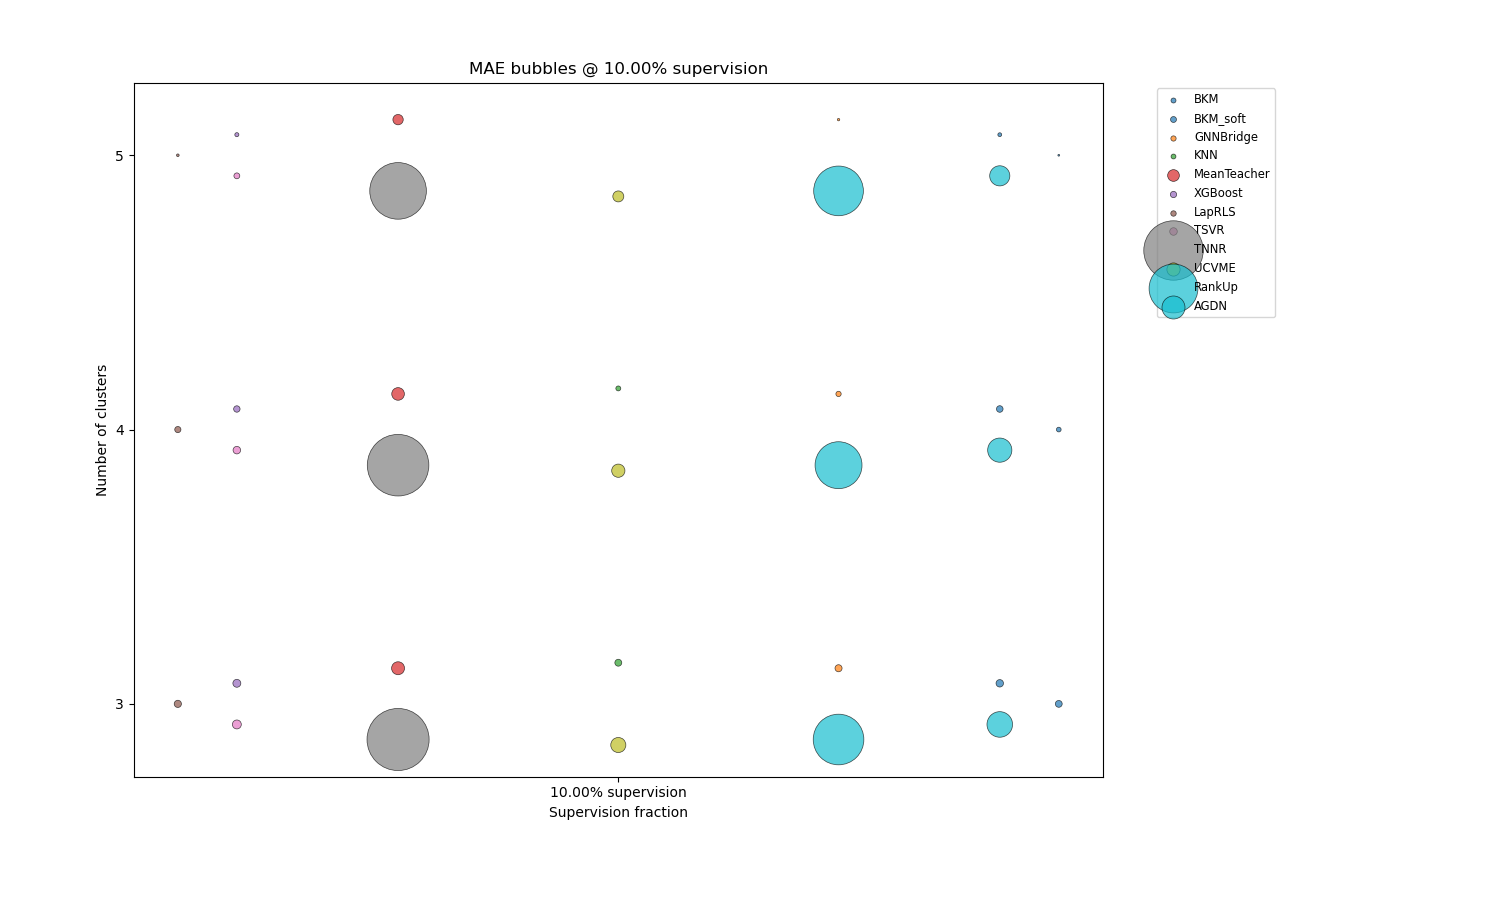 MAE bubbles @ 10.00% supervision
Number of clusters
5
4
3
10.00% supervision
Supervision fraction
BKM
BKM_soft
GNNBridge
KNN
MeanTeacher
XGBoost
LapRLS
TSVR
TNNR
UCVME
RankUp
AGDN